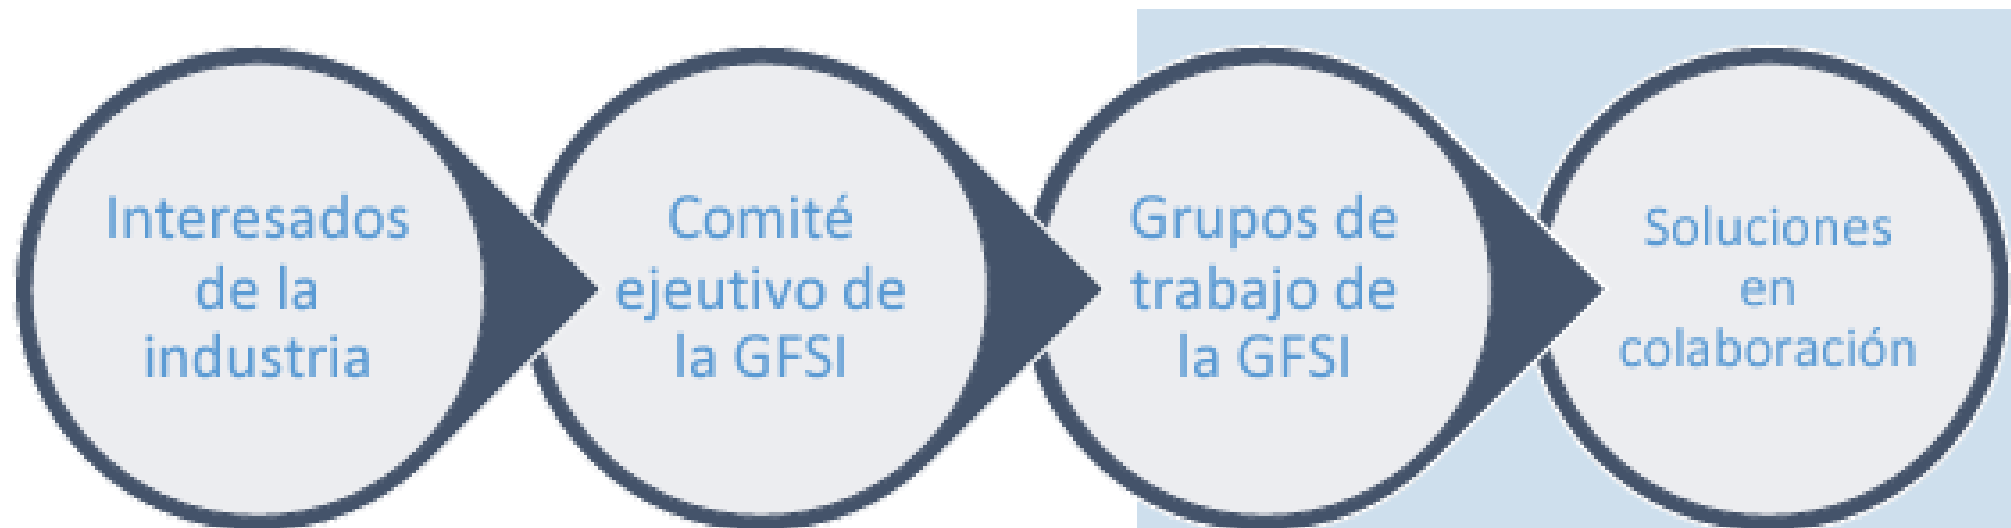 Interesados
de la
industria
Comité
ejeutivo de
la GFSI
Grupos de
trabajo de
la GFSI
Soluciones
en
colaboración